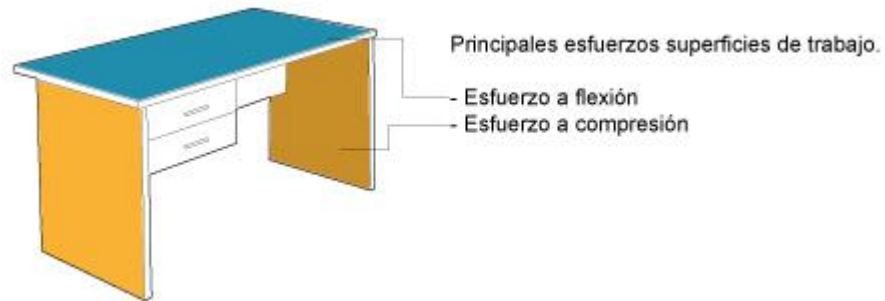 Principales esfuerzos superficies de trabajo.
- Esfuerzo a flexión
- Esfuerzo a compresión